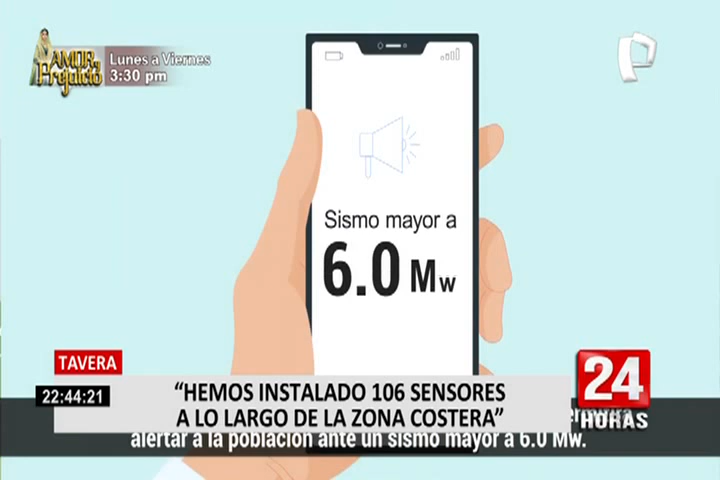 AMOR y
Prejuicio
Lunes a Viernes
3:30 pm
P
Sismo mayor a
6.0 Mw
TAVERA
22:44:21
“HEMOS INSTALADO 106 SENSORES
A LO LARGO DE LA ZONA COSTERA”
24
HORAS
alertar a la población ante un sismo mayor a 6.0 Mw.